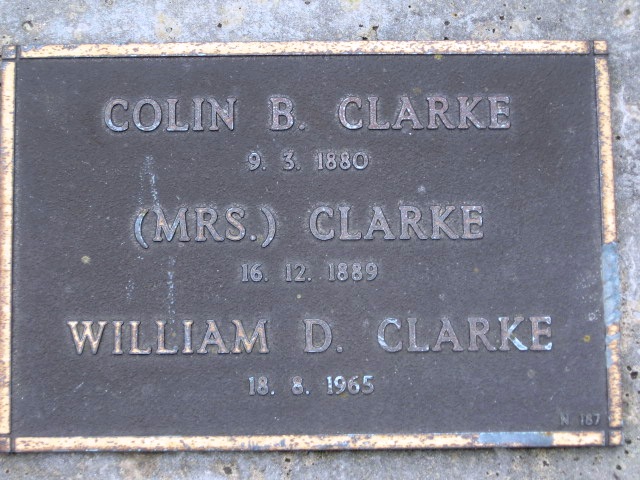 COLIN B. CLARKE
9. 3. 1880
(MRS.) CLARKE
16. 12. 1889
WILLIAM D. CLARKE
18. 8. 1965
N. 187